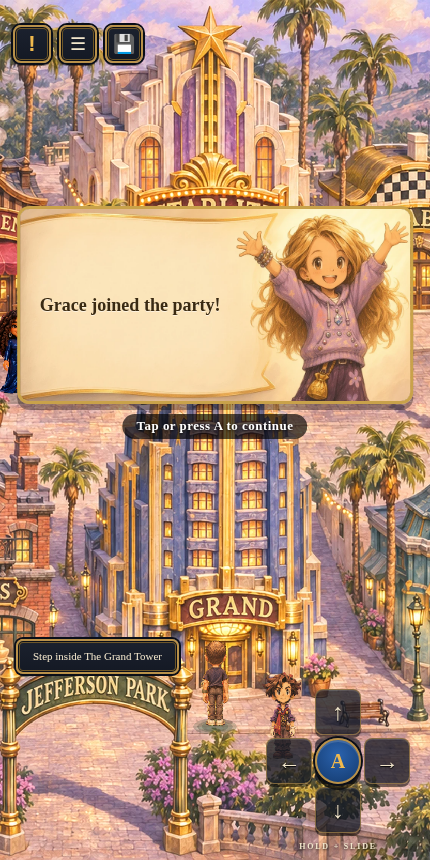 !
☰
Grace joined the party!
Tap or press A to continue
GRAND
Step inside The Grand Tower
JEFFERSON PARK
↑
←
A
→
↓
HOLD + SLIDE